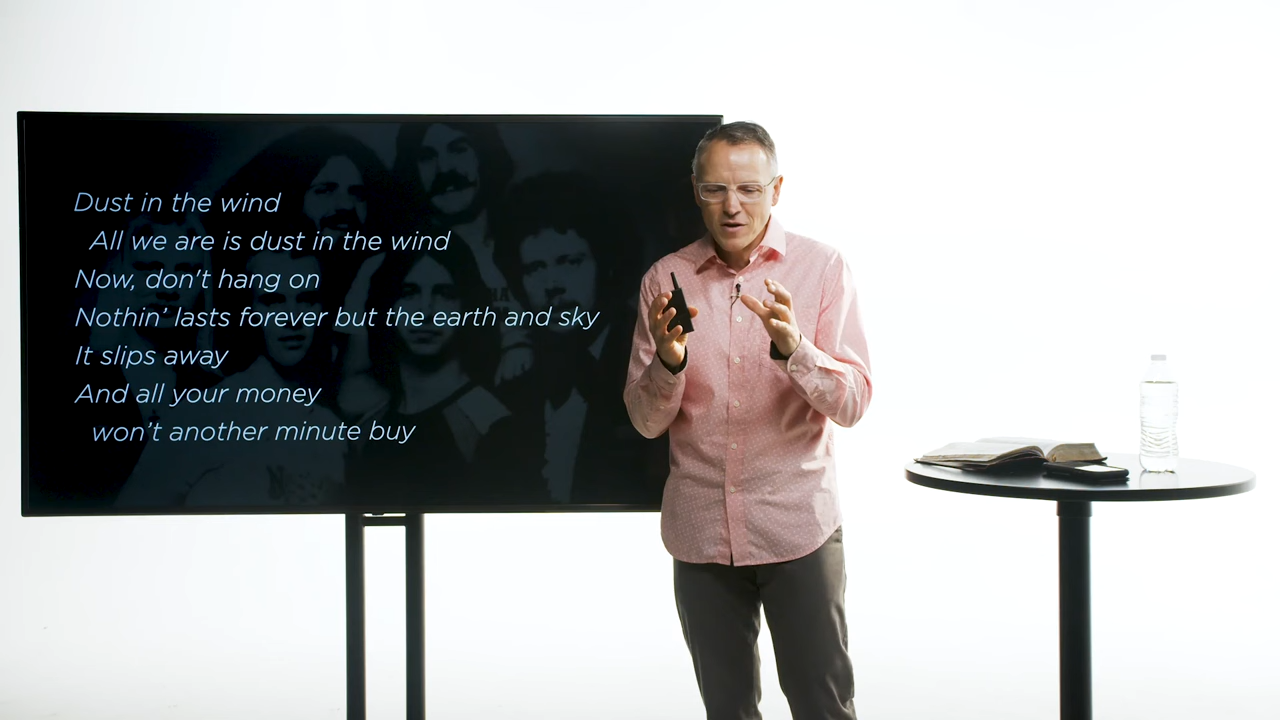 Dust in the wind
All we are is dust in the wind
Now, don't hang on
Nothin' lasts forever but the earth and sky
It slips away
And all your money
won't another minute buy